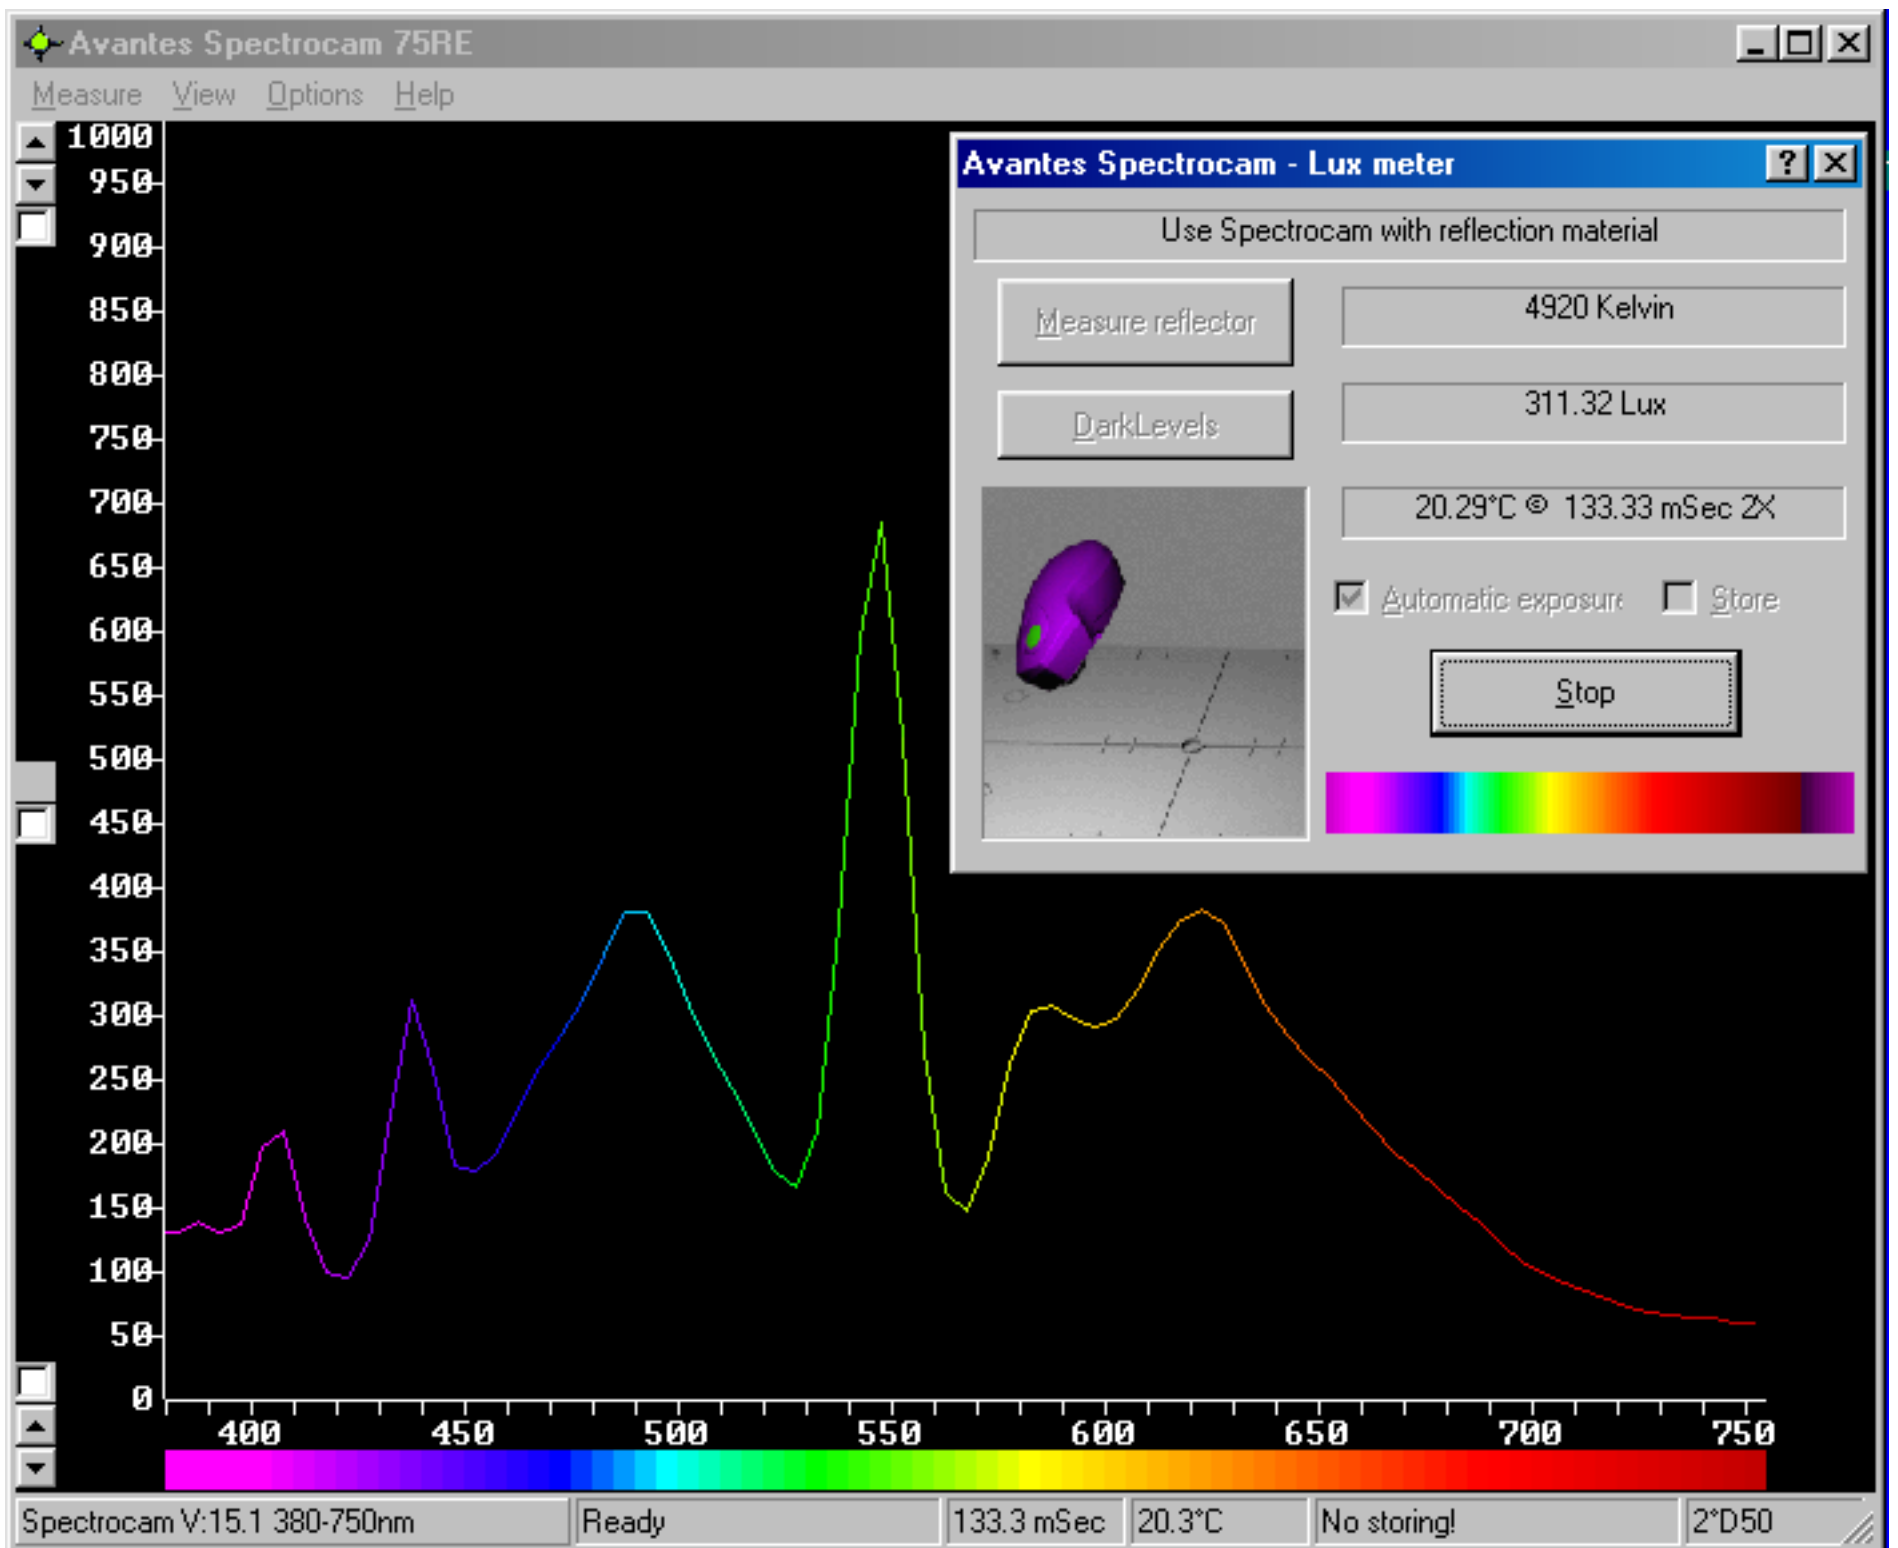 Avantes Spectrocam 75RE
Measure View Options Help
1000
950
900
850
800
750
700
650
600
550
500
450
400
350
300
250
200
150
100
50
0
400 450 500 550 600 650 700 750
Avantes Spectrocam - Lux meter
Use Spectrocam with reflection material
Measure reflector
4920 Kelvin
DarkLevels
311.32 Lux
20.29°C © 133.33 mSec 2X
Automatic exposure Store
Stop
Spectrocam V:15.1 380-750nm Ready 133.3 mSec 20.3°C No storing! 2°D50